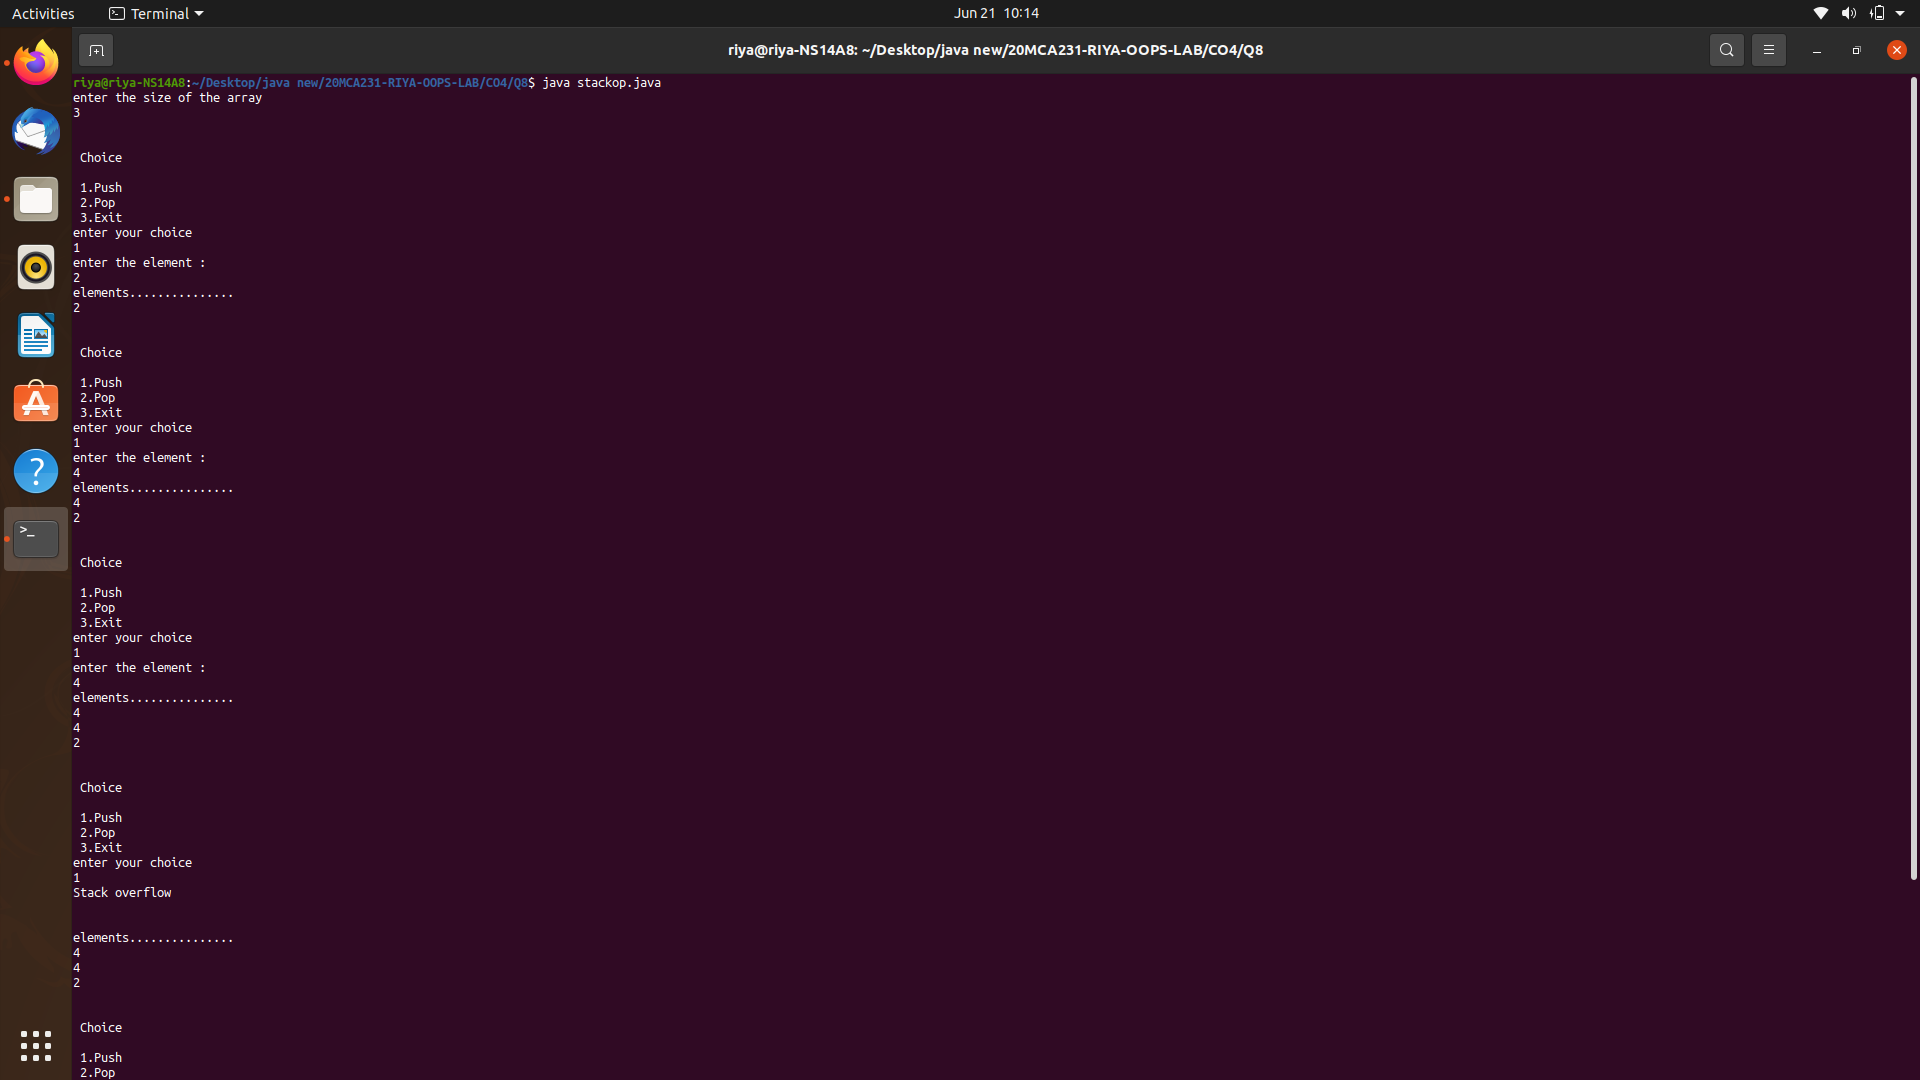 Activities
Terminal
Jun 21 10:14
riya@riya-NS14A8: ~/Desktop/java new/20MCA231-RIYA-OOPS-LAB/CO4/Q8
riya@riya-NS14A8:~/Desktop/java new/20MCA231-RIYA-OOPS-LAB/CO4/Q8$ java stackop.java
enter the size of the array
3
Choice
1.Push
2.Pop
3.Exit
enter your choice
1
enter the element :
2
elements...............
2
Choice
1.Push
2.Pop
3.Exit
enter your choice
1
enter the element :
4
elements...............
4
2
Choice
1.Push
2.Pop
3.Exit
enter your choice
1
enter the element :
4
elements...............
4
4
2
Choice
1.Push
2.Pop
3.Exit
enter your choice
1
Stack overflow
elements...............
4
4
2
Choice
1.Push
2.Pop